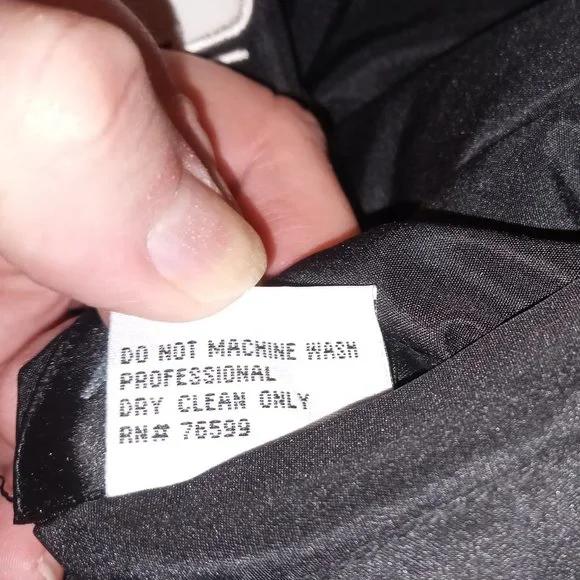 DO NOT MACHINE WASH
PROFESSIONAL
DRY CLEAN ONLY
RN# 76599